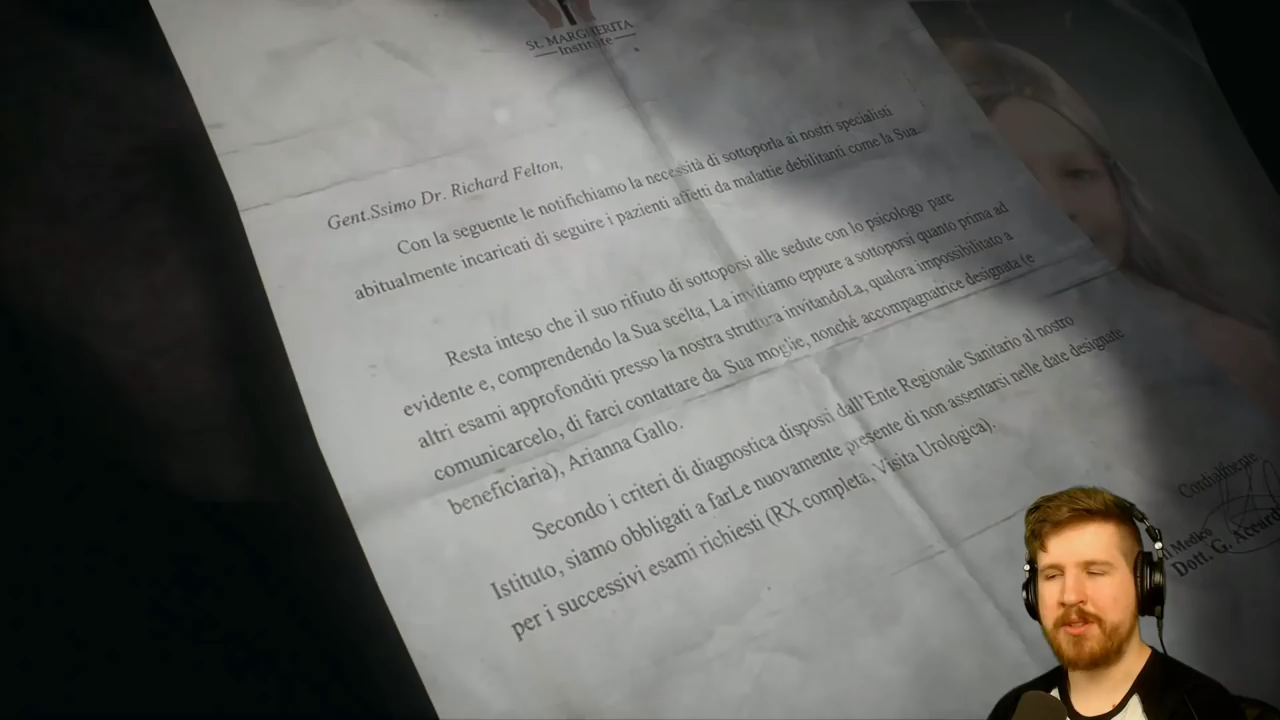 St. MARGHERITA
Institute
Gent.Ssimo Dr. Richard Felton,
Con la seguente le notifichiamo la necessità di sottoporla ai nostri specialisti
abitualmente incaricati di seguire i pazienti affetti da malattie debilitanti come la Sua.
Resta inteso che il suo rifiuto di sottoporsi alle sedute con lo psicologo pare
evidente e, comprendendo la Sua scelta, La invitiamo eppure a sottoporsi quanto prima ad
altri esami approfonditi presso la nostra struttura invitandoLa, qualora impossibilitato a
comunicarcelo, di farci contattare da Sua moglie, nonché accompagnatrice designata (e
beneficiaria), Arianna Gallo.
Secondo i criteri di diagnostica disposti dall'Ente Regionale Sanitario al nostro
Istituto, siamo obbligati a farLe nuovamente presente di non assentarsi nelle date designate
per i successivi esami richiesti (RX completa, Visita Urologica).
Cordialmente
Il Medico
Dott. G.